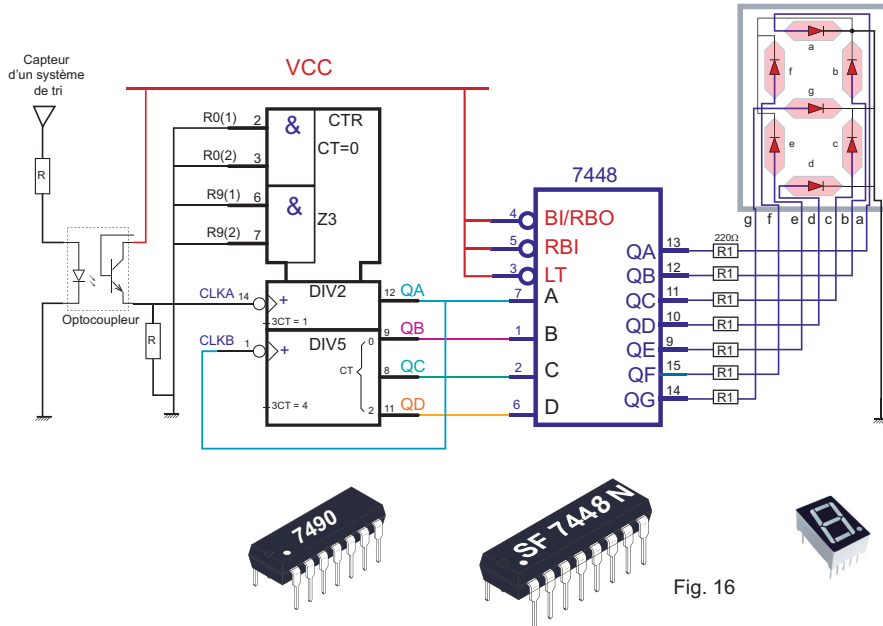 Capteur
d'un système
de tri
R
Optocoupleur
R
VCC
R0(1) 2
R0(2) 3
R9(1) 6
R9(2) 7
&
&
CTR
CT=0
Z3
CLKA 14
+
DIV2
3CT = 1
12 QA
CLKB 1
+
DIV5
3CT = 4
CT
0
2
9 QB
8 QC
11 QD
7448
4 BI/RBO
5 RBI
3 LT
7 A
1 B
2 C
6 D
QA 13
QB 12
QC 11
QD 10
QE 9
QF 15
QG 14
220Ω
R1
R1
R1
R1
R1
R1
R1
a
f
b
g
e
c
d
g f e d c b a
7490
SF 7448 N
Fig. 16